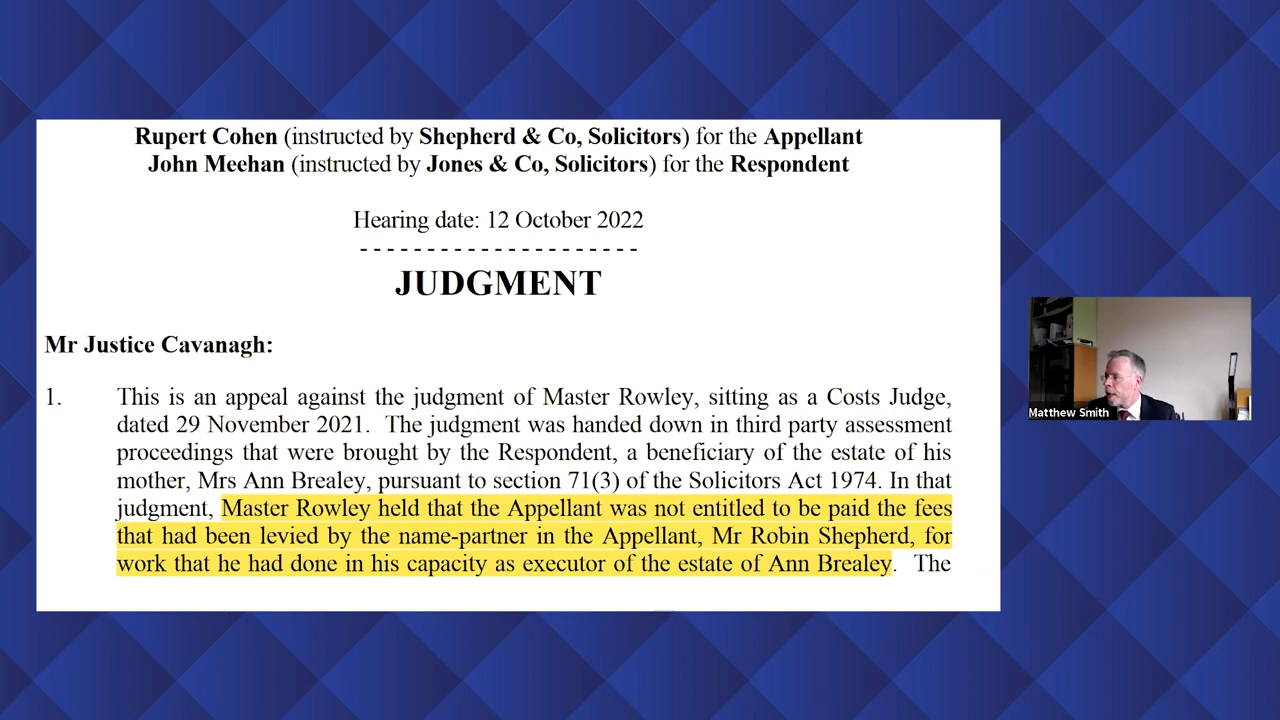 Rupert Cohen (instructed by Shepherd & Co, Solicitors) for the Appellant
John Meehan (instructed by Jones & Co, Solicitors) for the Respondent
Hearing date: 12 October 2022
- - - - - - - - - - - - - - - - - - - - -
JUDGMENT
Mr Justice Cavanagh:
1. This is an appeal against the judgment of Master Rowley, sitting as a Costs Judge,
dated 29 November 2021. The judgment was handed down in third party assessment
proceedings that were brought by the Respondent, a beneficiary of the estate of his
mother, Mrs Ann Brealey, pursuant to section 71(3) of the Solicitors Act 1974. In that
judgment, Master Rowley held that the Appellant was not entitled to be paid the fees
that had been levied by the name-partner in the Appellant, Mr Robin Shepherd, for
work that he had done in his capacity as executor of the estate of Ann Brealey. The
Matthew Smith